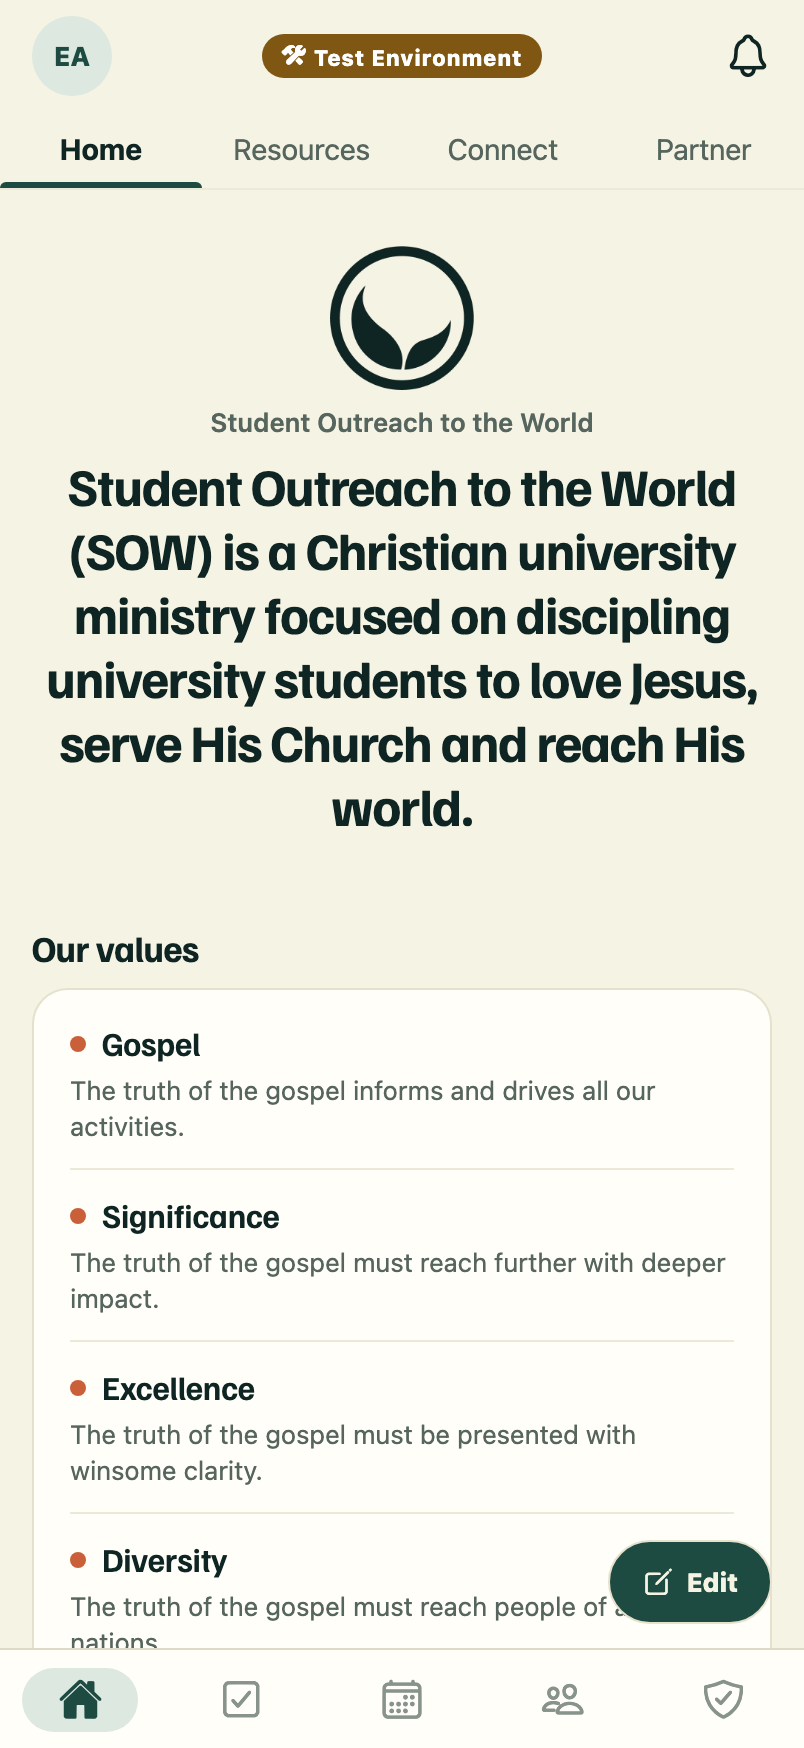 EA
Test Environment
Home
Resources
Connect
Partner
Student Outreach to the World
Student Outreach to the World
(SOW) is a Christian university
ministry focused on discipling
university students to love Jesus,
serve His Church and reach His
world.
Our values
Gospel
The truth of the gospel informs and drives all our
activities.
Significance
The truth of the gospel must reach further with deeper
impact.
Excellence
The truth of the gospel must be presented with
winsome clarity.
Diversity
The truth of the gospel must reach people of
nations
Edit